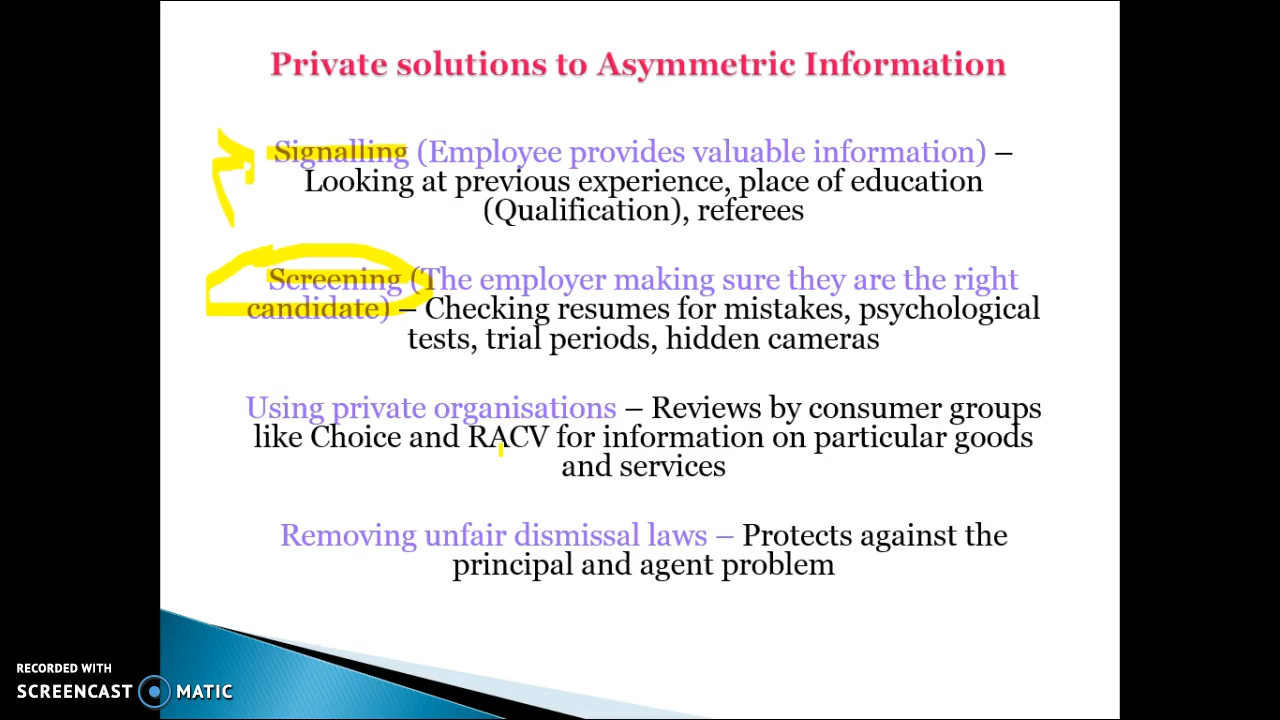 Private solutions to Asymmetric Information
Signalling (Employee provides valuable information) –
Looking at previous experience, place of education
(Qualification), referees
Screening (The employer making sure they are the right
candidate) – Checking resumes for mistakes, psychological
tests, trial periods, hidden cameras
Using private organisations – Reviews by consumer groups
like Choice and RACV for information on particular goods
and services
Removing unfair dismissal laws – Protects against the
principal and agent problem
RECORDED WITH
SCREENCAST MATIC